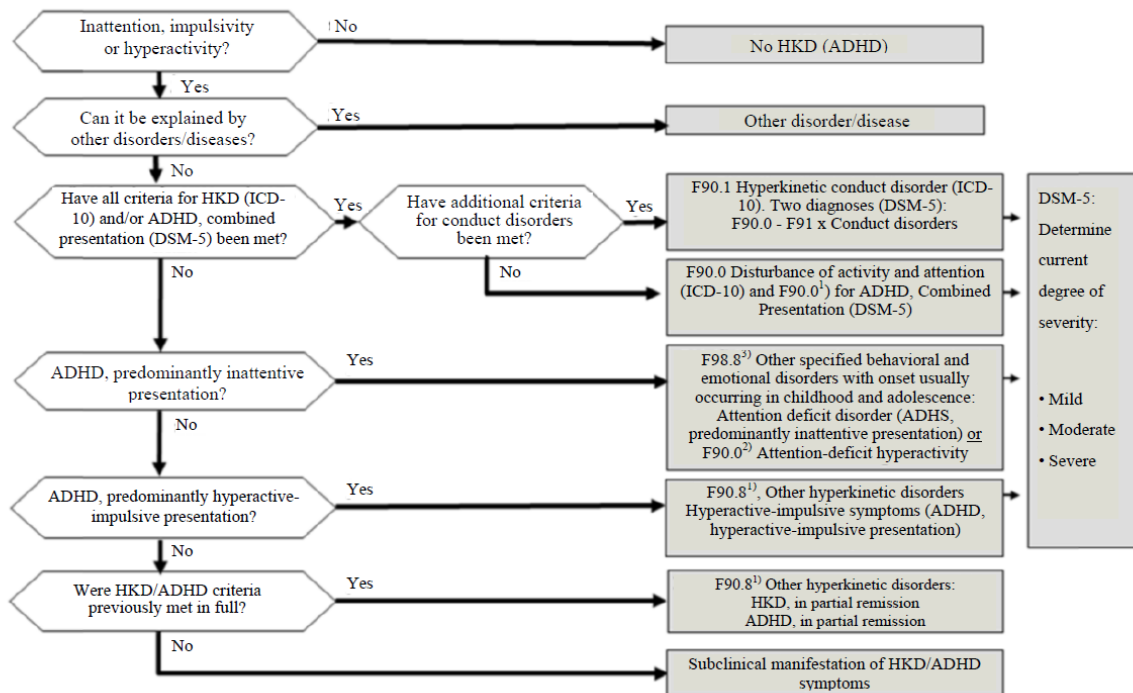 Inattention, impulsivity
or hyperactivity?
No
No HKD (ADHD)
Yes
Can it be explained by
other disorders/diseases?
Yes
Other disorder/disease
No
Have all criteria for HKD (ICD-
10) and/or ADHD, combined
presentation (DSM-5) been met?
Yes
Have additional criteria
for conduct disorders
been met?
Yes
F90.1 Hyperkinetic conduct disorder (ICD-
10). Two diagnoses (DSM-5):
F90.0 - F91 x Conduct disorders
DSM-5:
Determine
current
degree of
severity:
• Mild
• Moderate
• Severe
No
No
F90.0 Disturbance of activity and attention
(ICD-10) and F90.0¹) for ADHD, Combined
Presentation (DSM-5)
ADHD, predominantly inattentive
presentation?
Yes
F98.8³) Other specified behavioral and
emotional disorders with onset usually
occurring in childhood and adolescence:
Attention deficit disorder (ADHS,
predominantly inattentive presentation) or
F90.0²) Attention-deficit hyperactivity
No
ADHD, predominantly hyperactive-
impulsive presentation?
Yes
F90.8¹), Other hyperkinetic disorders
Hyperactive-impulsive symptoms (ADHD,
hyperactive-impulsive presentation)
No
Were HKD/ADHD criteria
previously met in full?
Yes
F90.8¹) Other hyperkinetic disorders:
HKD, in partial remission
ADHD, in partial remission
No
Subclinical manifestation of HKD/ADHD
symptoms